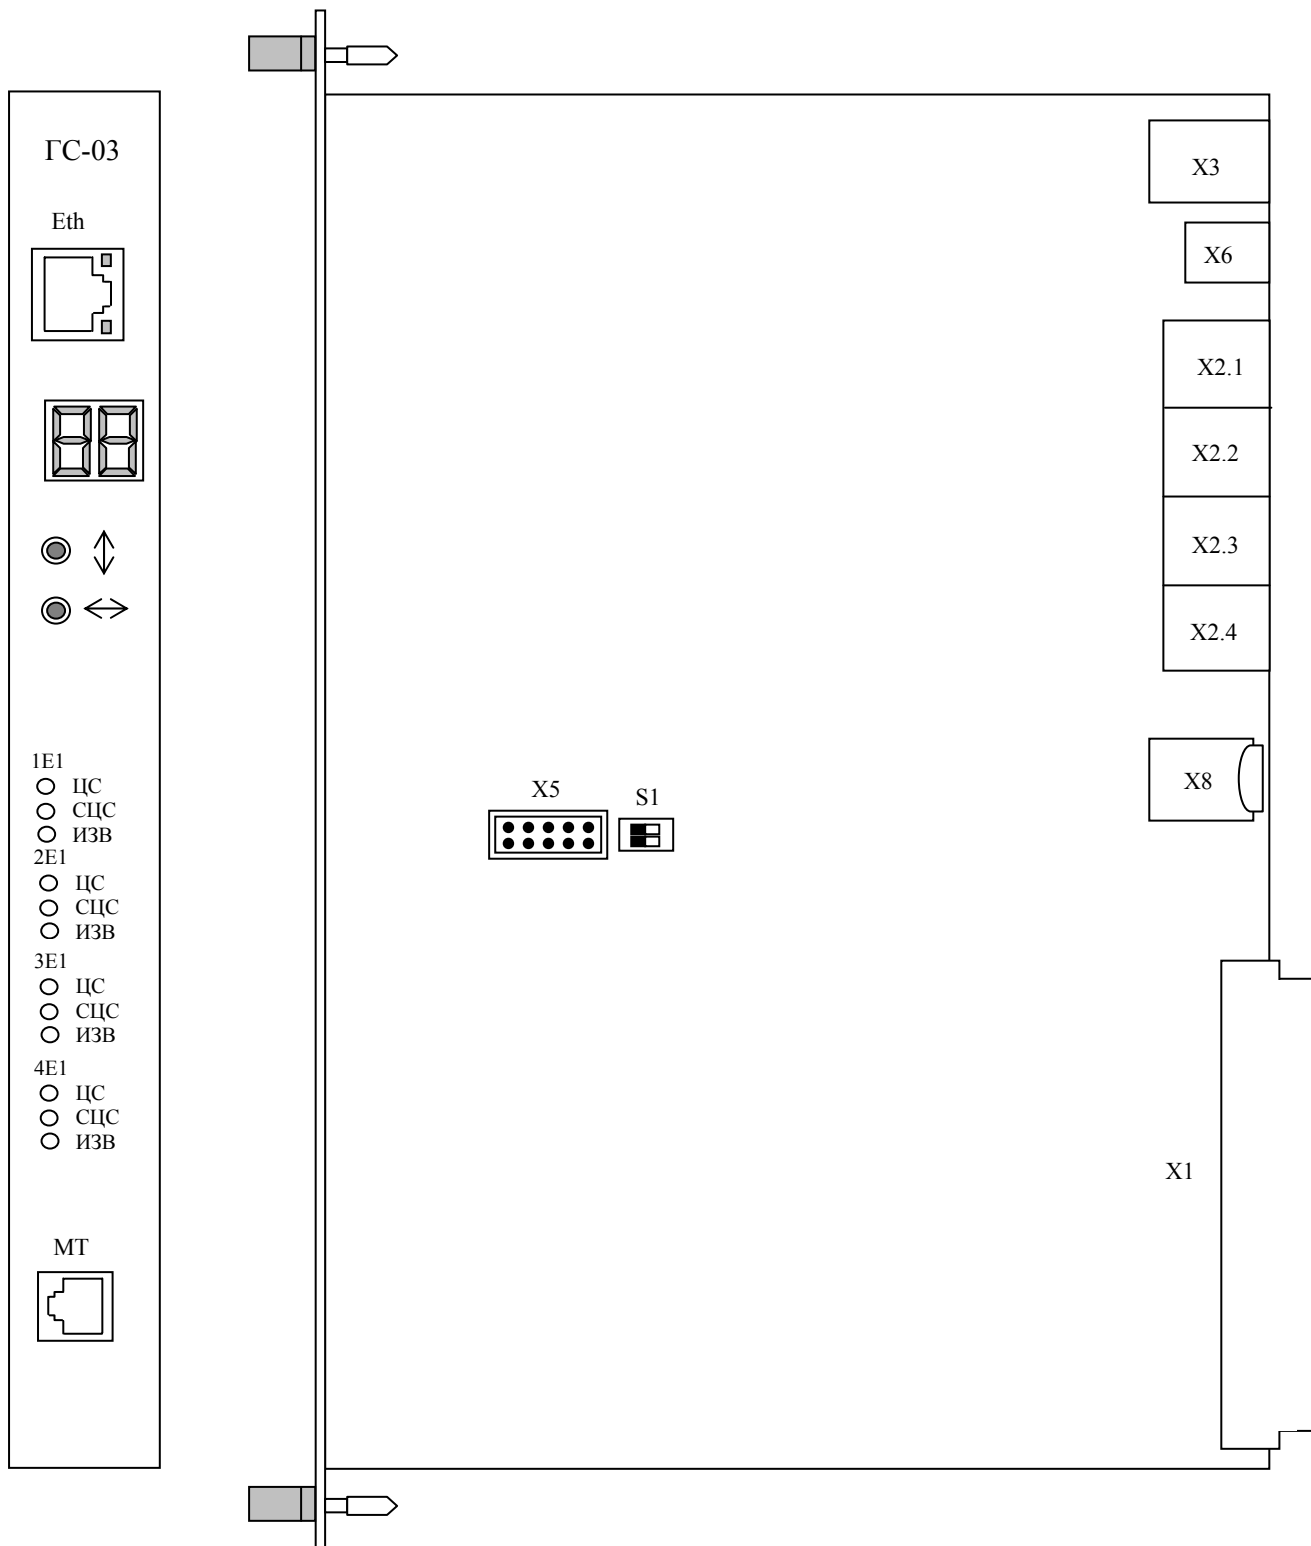 ГС-03
Eth
1E1
ЦС
СЦС
ИЗВ
2E1
ЦС
СЦС
ИЗВ
3E1
ЦС
СЦС
ИЗВ
4E1
ЦС
СЦС
ИЗВ
МТ
X3
X6
X2.1
X2.2
X2.3
X2.4
X8
X5
S1
X1